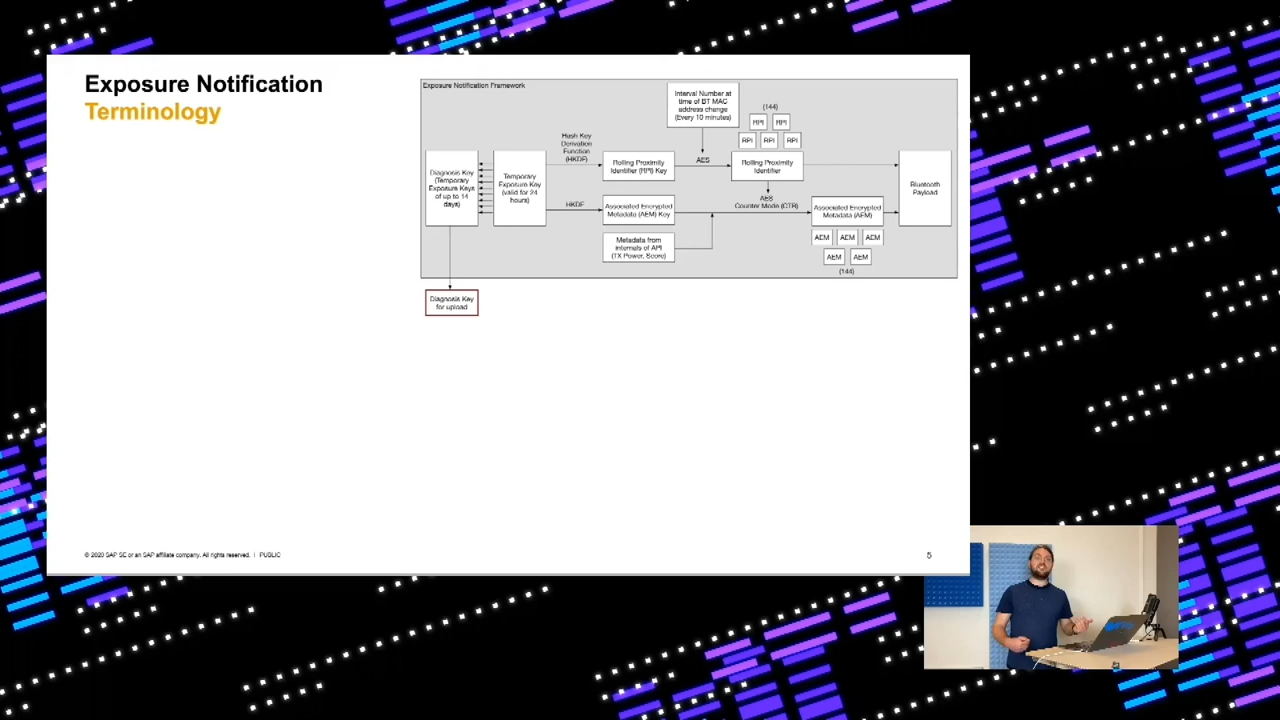 Exposure Notification
Terminology
Exposure Notification Framework
Interval Number at
time of BT MAC
address change
(Every 10 minutes)
(144)
RPI RPI
RPI RPI RPI
Hash Key
Derivation
Function
(HKDF)
Diagnosis Key
(Temporary
Exposure Keys
of up to 14
days)
Temporary
Exposure Key
(valid for 24
hours)
Rolling Proximity
Identifier (RPI) Key
AES
Rolling Proximity
Identifier
Bluetooth
Payload
HKDF
Associated Encrypted
Metadata (AEM) Key
AES
Counter Mode (CTR)
Associated Encrypted
Metadata (AEM)
Metadata from
internals of API
(TX Power, Score)
AEM AEM AEM
AEM AEM
(144)
Diagnosis Key
for upload
© 2020 SAP SE or an SAP affiliate company. All rights reserved. | PUBLIC
5